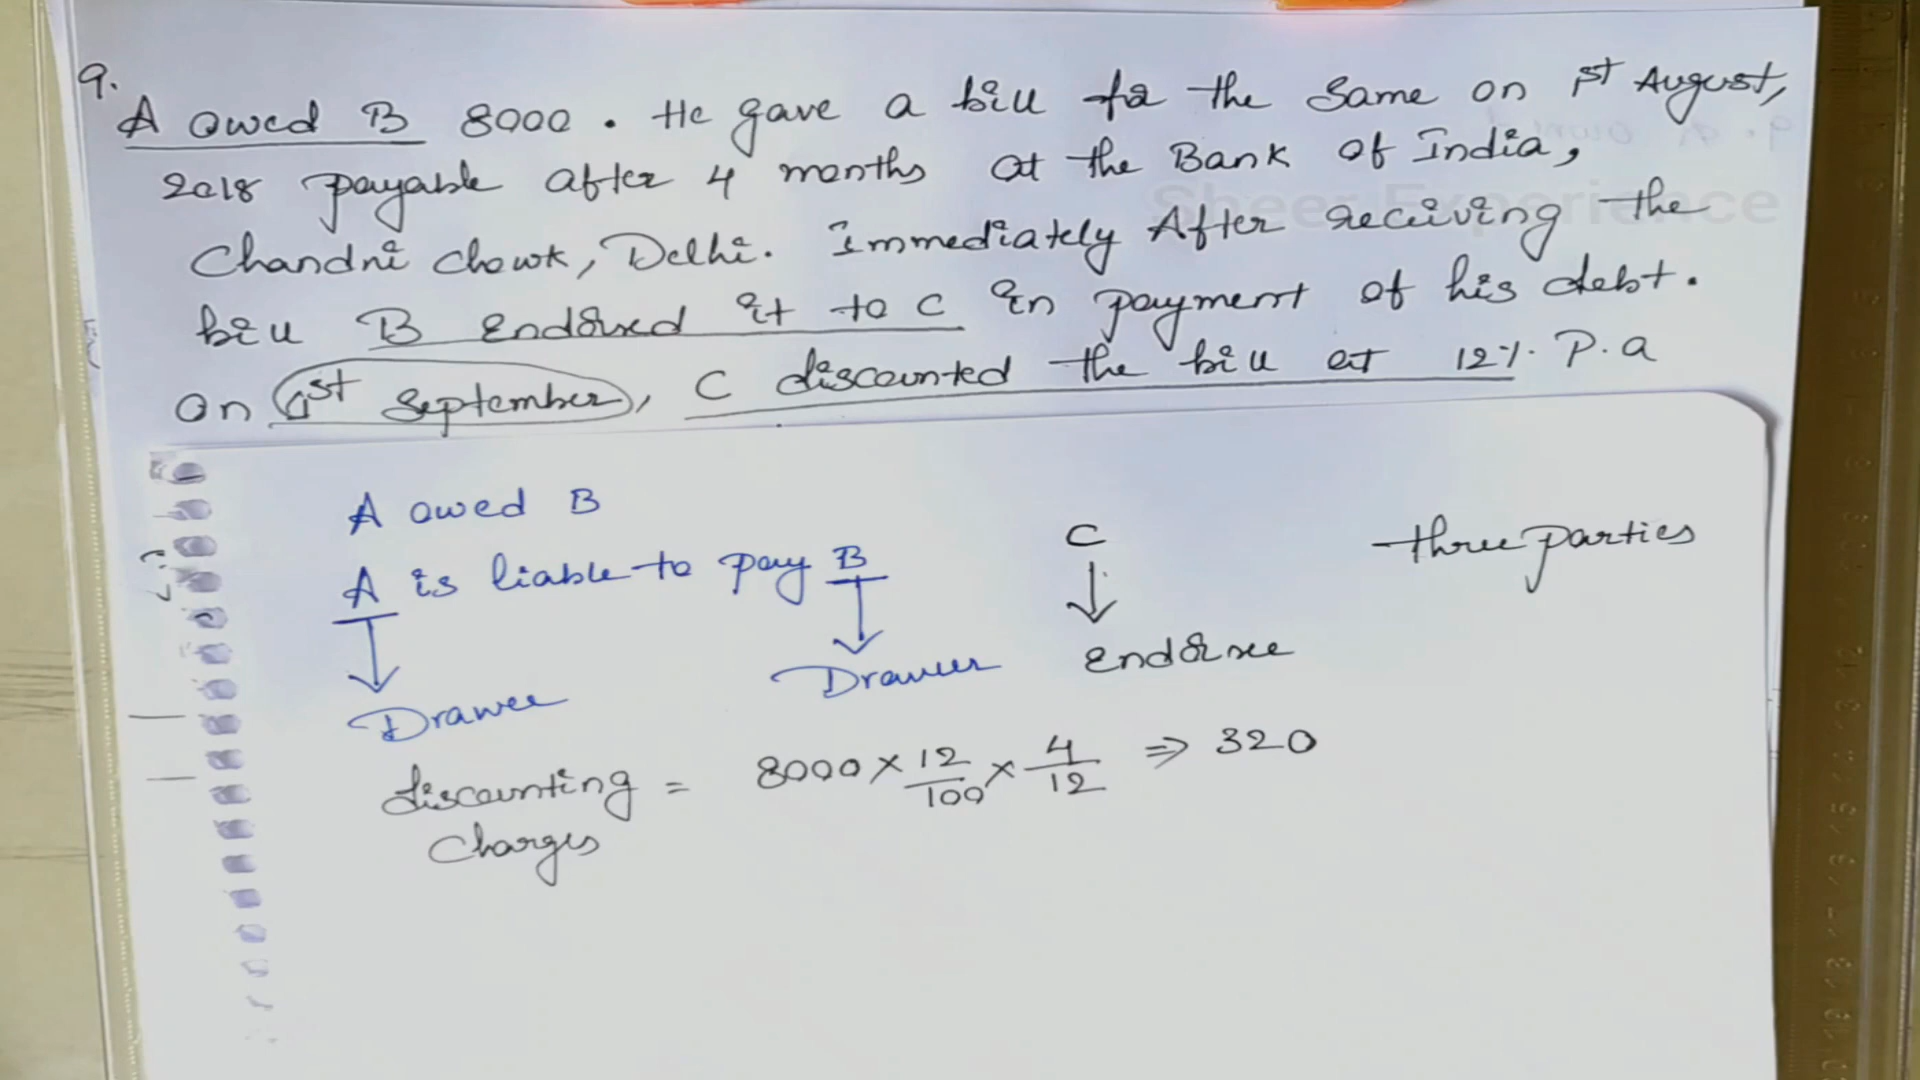 9.
A owed B 8000. He gave a bill for the same on 1st August,
2018 payable after 4 months at the Bank of India,
Chandni Chowk, Delhi. Immediately After receiving the
bill B Endorsed it to C in payment of his debt.
on 1st September, C discounted the bill at 12%. P.a
Sheer Experience
A owed B
A is liable to pay B
C
three parties
Drawee
Drawer
Endorsee
discounting charges = 8000 × 12/100 × 4/12 ⇒ 320